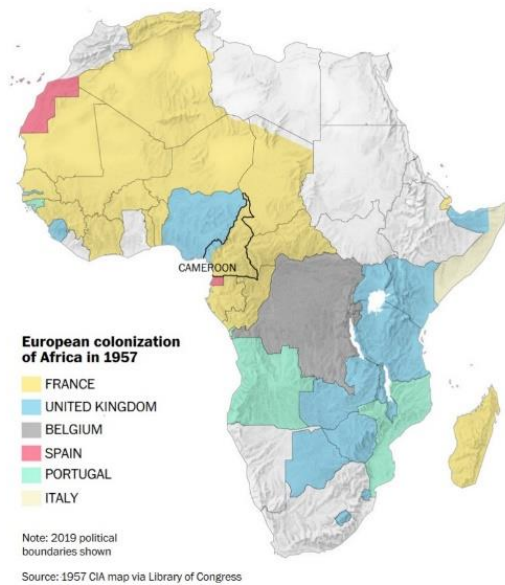 CAMEROON
European colonization
of Africa in 1957
FRANCE
UNITED KINGDOM
BELGIUM
SPAIN
PORTUGAL
ITALY
Note: 2019 political
boundaries shown
Source: 1957 CIA map via Library of Congress